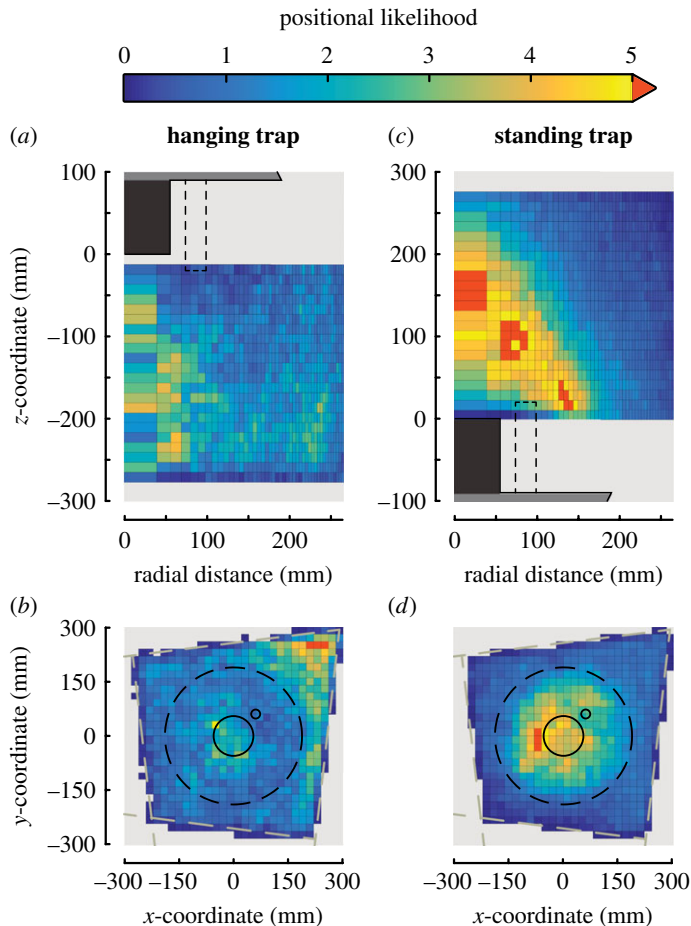 positional likelihood
0 1 2 3 4 5
(a) hanging trap (c) standing trap
100 300
0 200
−100 100
−200 0
−300 −100
z-coordinate (mm)
0 100 200 0 100 200
radial distance (mm) radial distance (mm)
(b) (d)
300
150
0
−150
−300
y-coordinate (mm)
−300 −150 0 150 300 −300 −150 0 150 300
x-coordinate (mm) x-coordinate (mm)